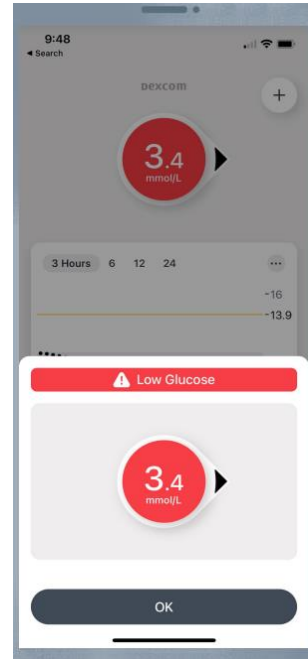 9:48
◀ Search
Dexcom
+
3.4
mmol/L
3 Hours 6 12 24
...
-16
-13.9
Low Glucose
3.4
mmol/L
OK